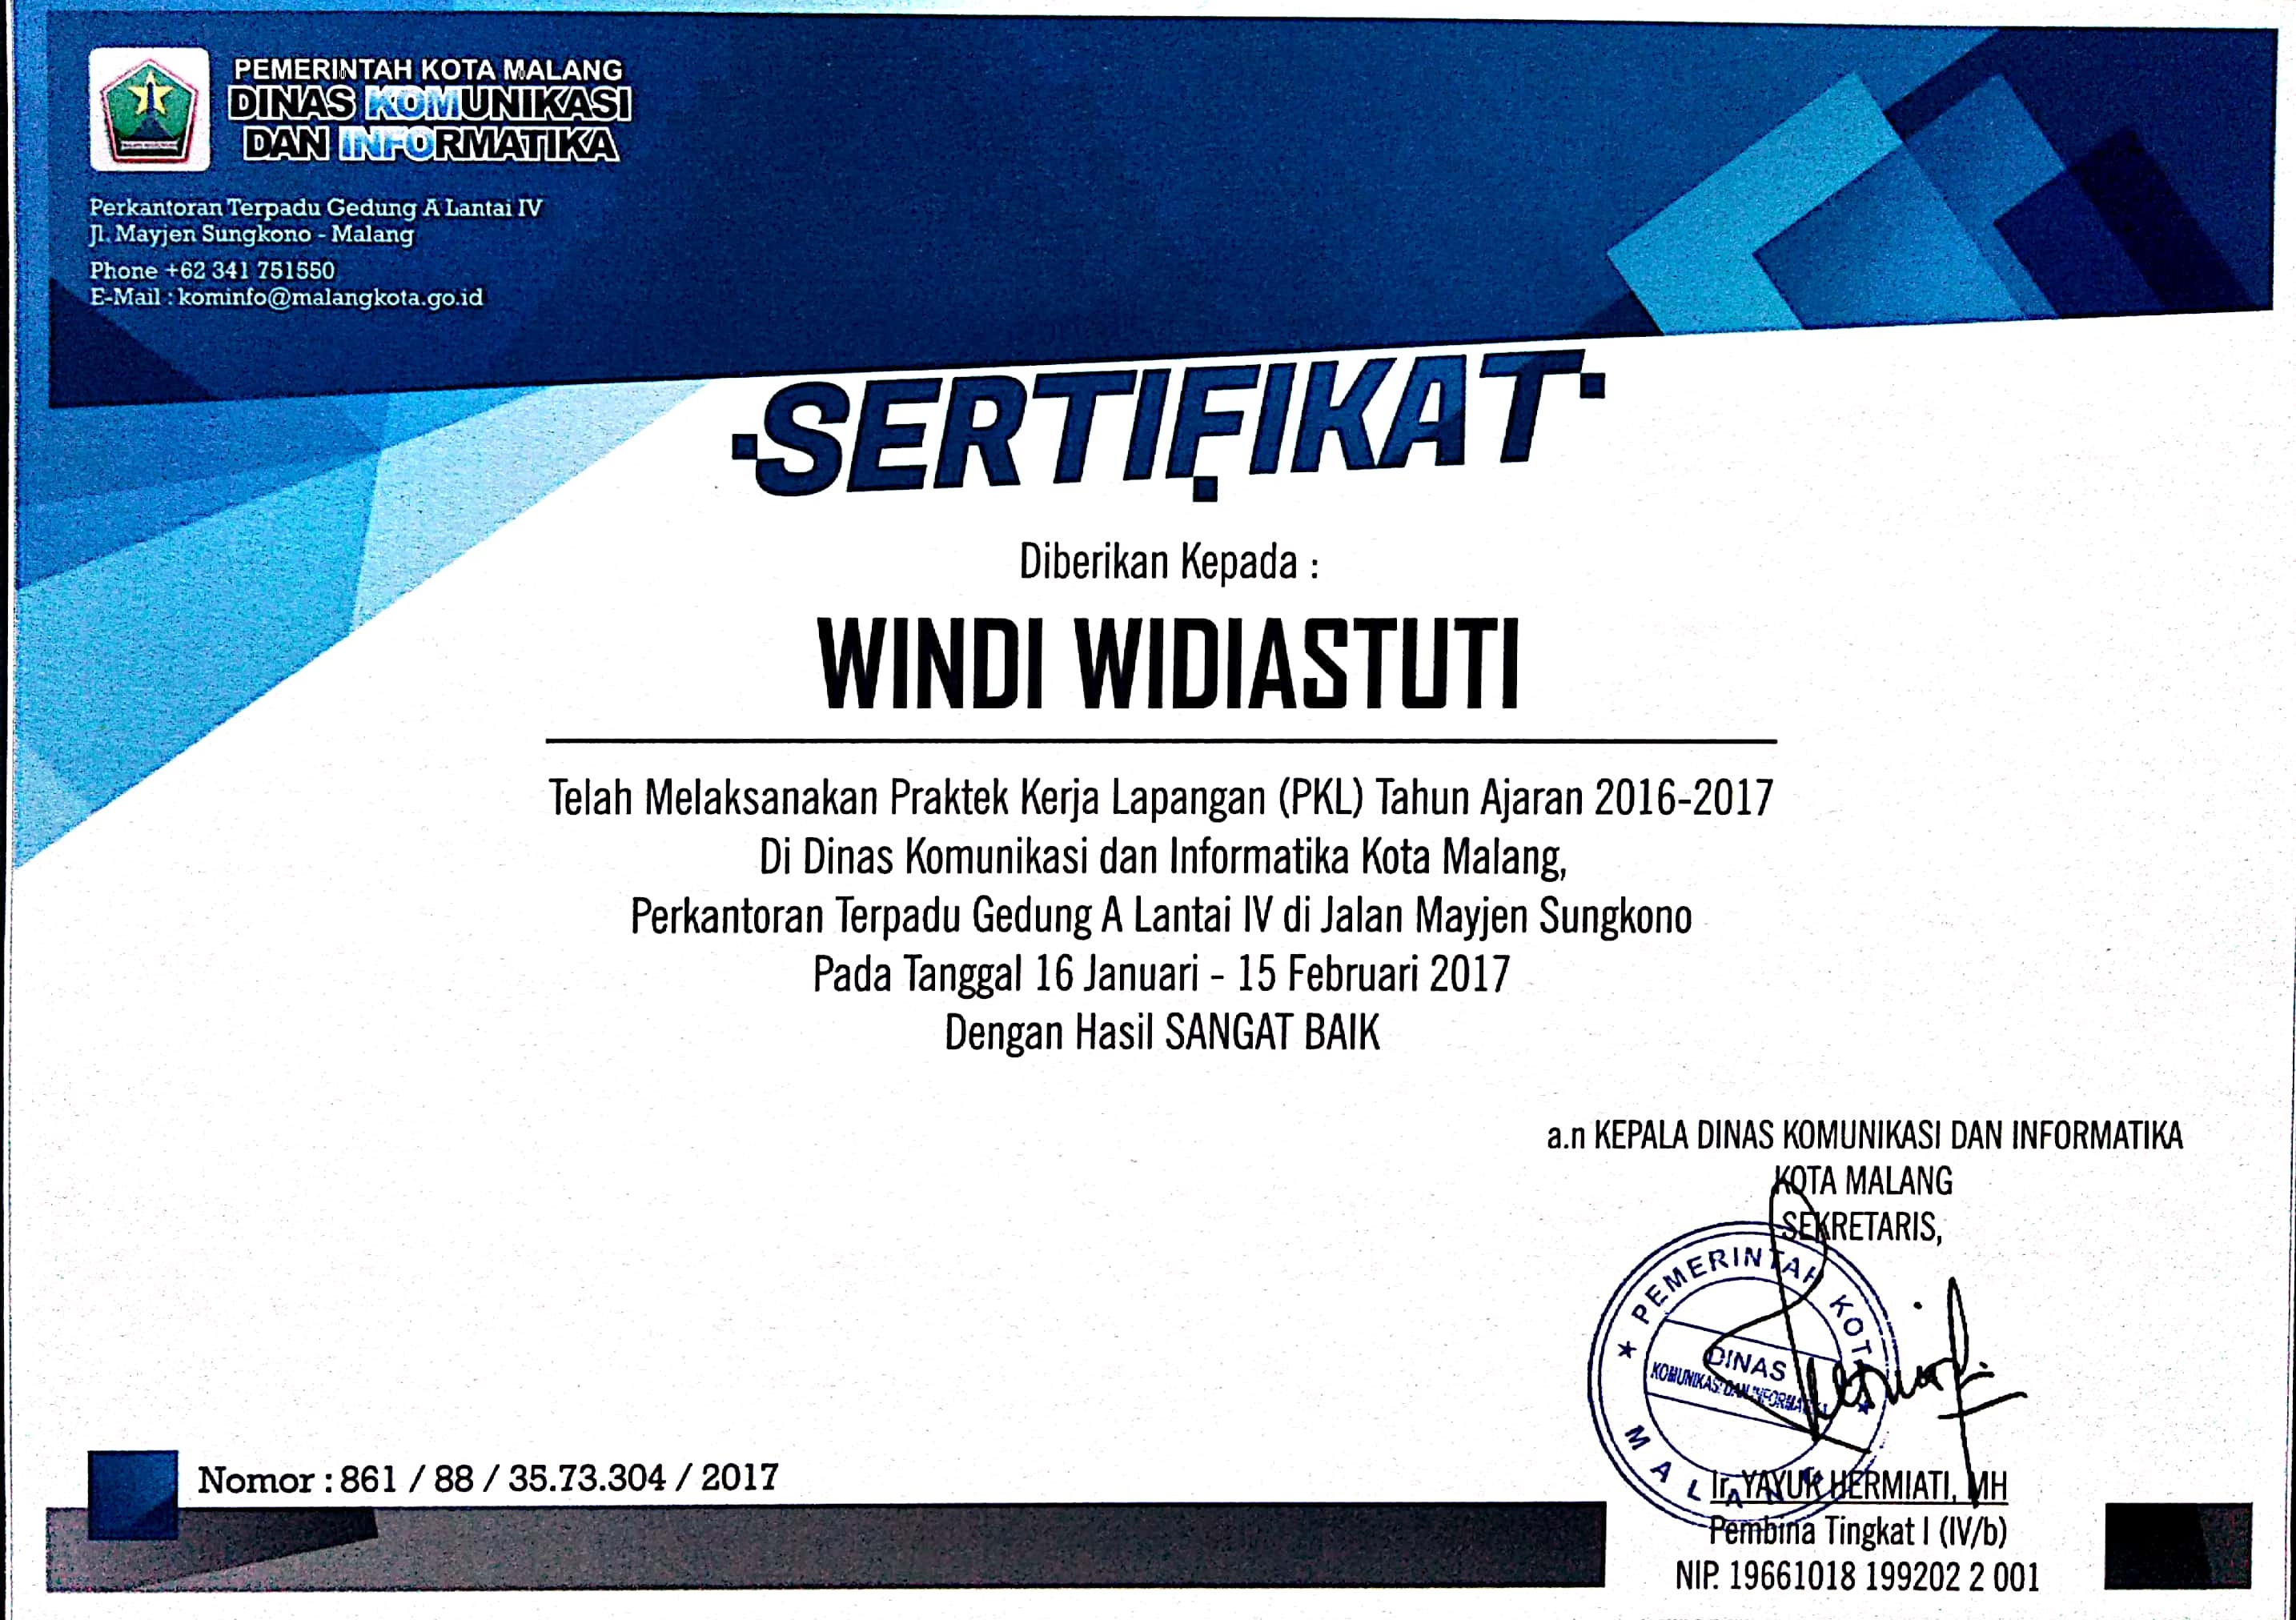 PEMERINTAH KOTA MALANG
DINAS KOMUNIKASI
DAN INFORMATIKA
Perkantoran Terpadu Gedung A Lantai IV
Jl. Mayjen Sungkono - Malang
Phone +62 341 751550
E-Mail : kominfo@malangkota.go.id
SERTIFIKAT
Diberikan Kepada :
WINDI WIDIASTUTI
Telah Melaksanakan Praktek Kerja Lapangan (PKL) Tahun Ajaran 2016-2017
Di Dinas Komunikasi dan Informatika Kota Malang,
Perkantoran Terpadu Gedung A Lantai IV di Jalan Mayjen Sungkono
Pada Tanggal 16 Januari - 15 Februari 2017
Dengan Hasil SANGAT BAIK
a.n KEPALA DINAS KOMUNIKASI DAN INFORMATIKA
KOTA MALANG
SEKRETARIS,
PEMERINTAH KOTA
DINAS
KOMUNIKASI DAN INFORMATIKA
MALANG
Ir. YAYUK HERMIATI, MH
Pembina Tingkat I (IV/b)
NIP. 19661018 199202 2 001
Nomor : 861 / 88 / 35.73.304 / 2017